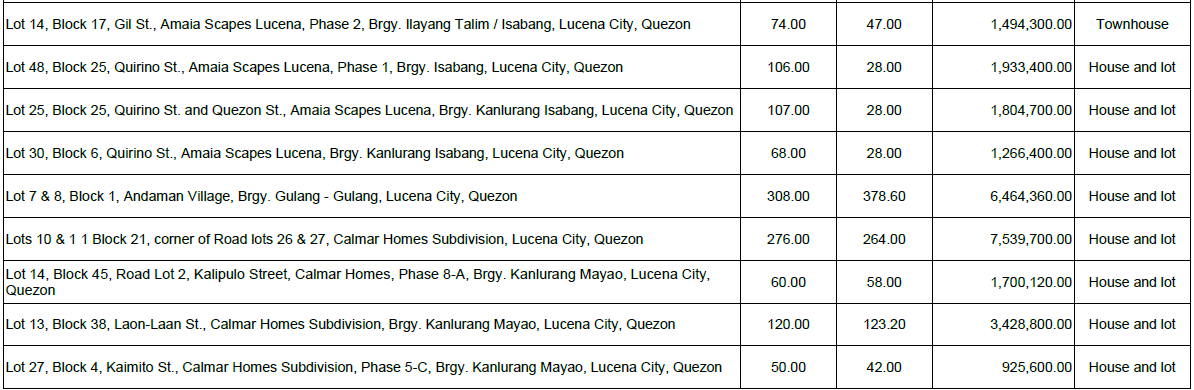 Lot 14, Block 17, Gil St., Amaia Scapes Lucena, Phase 2, Brgy. Ilayang Talim / Isabang, Lucena City, Quezon 74.00 47.00 1,494,300.00 Townhouse
Lot 48, Block 25, Quirino St., Amaia Scapes Lucena, Phase 1, Brgy. Isabang, Lucena City, Quezon 106.00 28.00 1,933,400.00 House and lot
Lot 25, Block 25, Quirino St. and Quezon St., Amaia Scapes Lucena, Brgy. Kanlurang Isabang, Lucena City, Quezon 107.00 28.00 1,804,700.00 House and lot
Lot 30, Block 6, Quirino St., Amaia Scapes Lucena, Brgy. Kanlurang Isabang, Lucena City, Quezon 68.00 28.00 1,266,400.00 House and lot
Lot 7 & 8, Block 1, Andaman Village, Brgy. Gulang - Gulang, Lucena City, Quezon 308.00 378.60 6,464,360.00 House and lot
Lots 10 & 1 1 Block 21, corner of Road lots 26 & 27, Calmar Homes Subdivision, Lucena City, Quezon 276.00 264.00 7,539,700.00 House and lot
Lot 14, Block 45, Road Lot 2, Kalipulo Street, Calmar Homes, Phase 8-A, Brgy. Kanlurang Mayao, Lucena City,
Quezon 60.00 58.00 1,700,120.00 House and lot
Lot 13, Block 38, Laon-Laan St., Calmar Homes Subdivision, Brgy. Kanlurang Mayao, Lucena City, Quezon 120.00 123.20 3,428,800.00 House and lot
Lot 27, Block 4, Kaimito St., Calmar Homes Subdivision, Phase 5-C, Brgy. Kanlurang Mayao, Lucena City, Quezon 50.00 42.00 925,600.00 House and lot